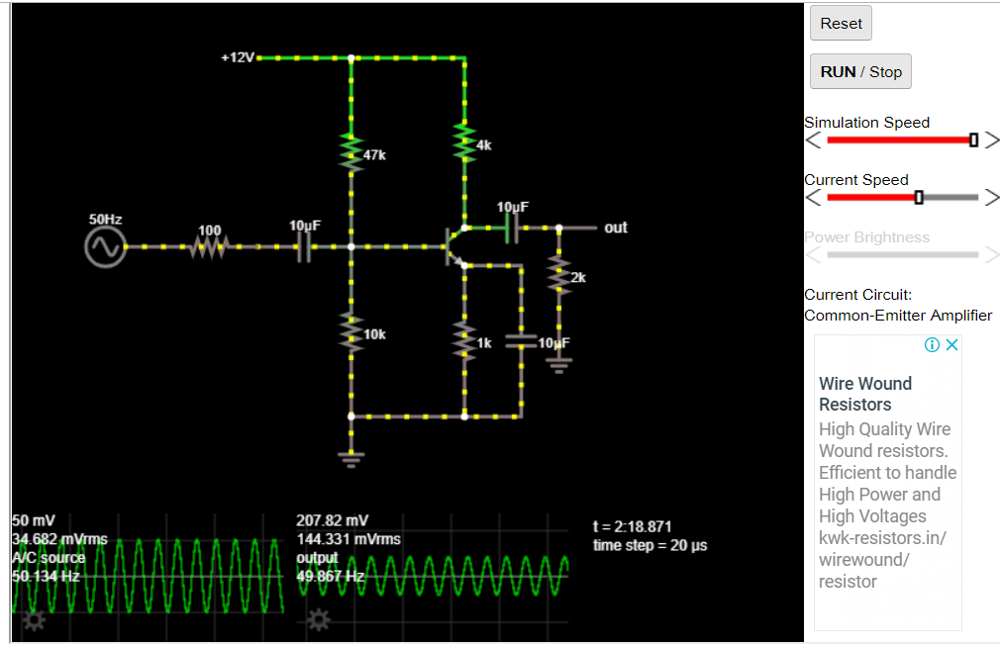 Reset
RUN / Stop
Simulation Speed
Current Speed
Power Brightness
Current Circuit:
Common-Emitter Amplifier
+12V
47k
4k
50Hz
100
10µF
10µF
out
2k
10k
1k
10µF
50 mV
34.682 mVrms
A/C source
50.134 Hz
207.82 mV
144.331 mVrms
output
49.867 Hz
t = 2:18.871
time step = 20 µs
Wire Wound
Resistors
High Quality Wire
Wound resistors.
Efficient to handle
High Power and
High Voltages
kwk-resistors.in/
wirewound/
resistor